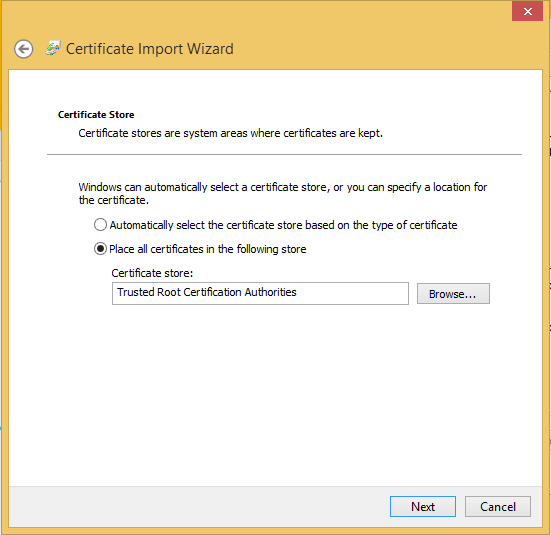 Certificate Import Wizard
Certificate Store
Certificate stores are system areas where certificates are kept.
Windows can automatically select a certificate store, or you can specify a location for
the certificate.
Automatically select the certificate store based on the type of certificate
Place all certificates in the following store
Certificate store:
Trusted Root Certification Authorities
Browse...
Next
Cancel